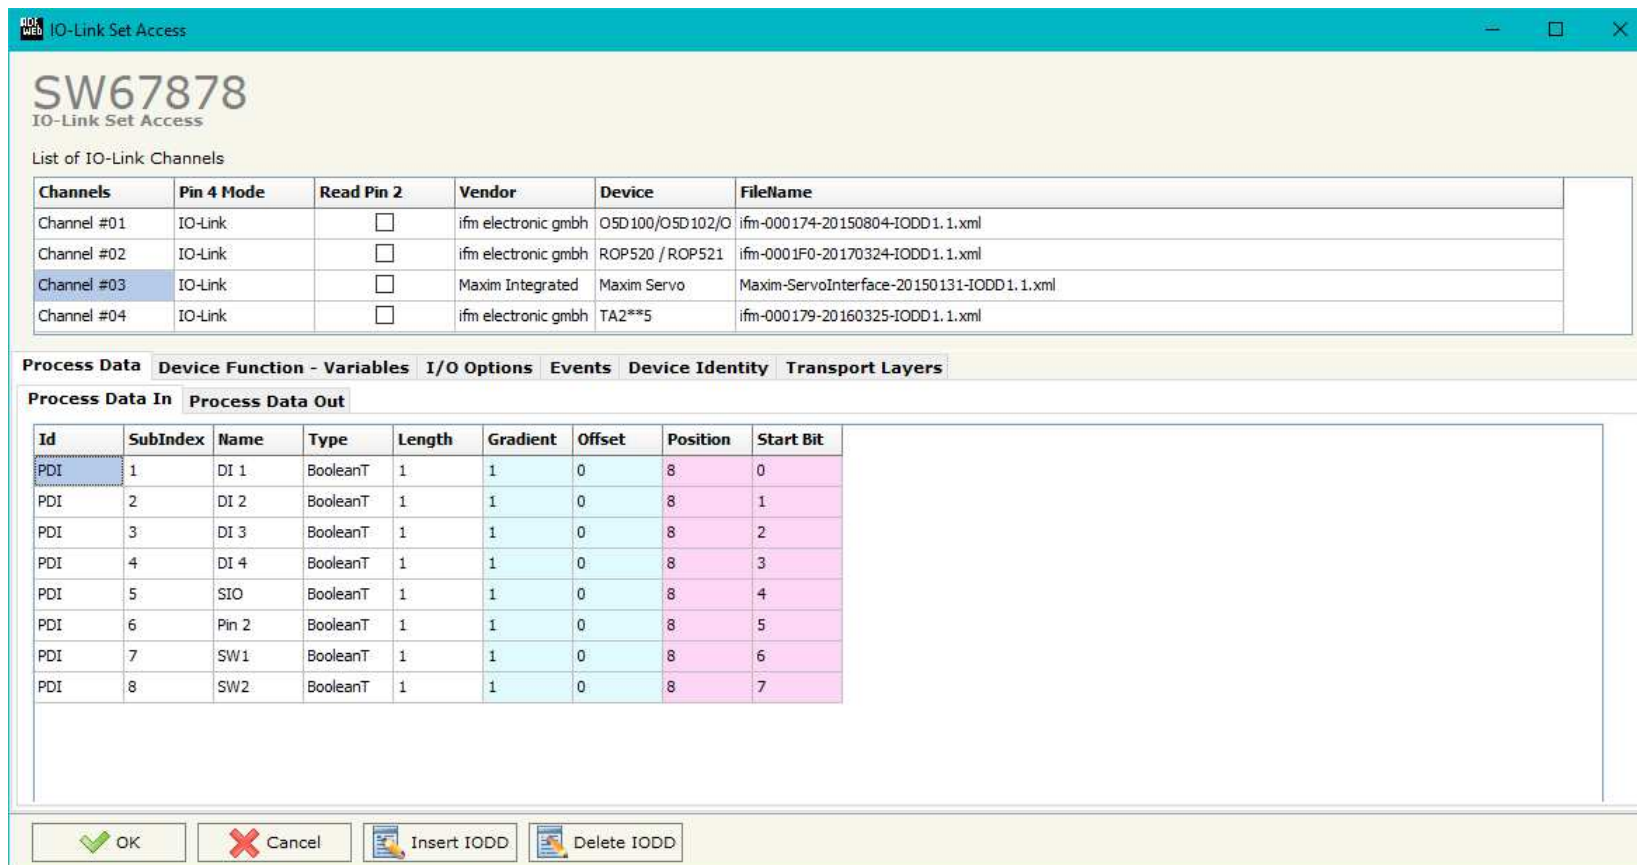 ADF WEB IO-Link Set Access
SW67878
IO-Link Set Access
List of IO-Link Channels
Channels Pin 4 Mode Read Pin 2 Vendor Device FileName
Channel #01 IO-Link ifm electronic gmbh O5D100/O5D102/O ifm-000174-20150804-IODD1.1.xml
Channel #02 IO-Link ifm electronic gmbh ROP520 / ROP521 ifm-0001F0-20170324-IODD1.1.xml
Channel #03 IO-Link Maxim Integrated Maxim Servo Maxim-ServoInterface-20150131-IODD1.1.xml
Channel #04 IO-Link ifm electronic gmbh TA2**5 ifm-000179-20160325-IODD1.1.xml
Process Data Device Function - Variables I/O Options Events Device Identity Transport Layers
Process Data In Process Data Out
Id SubIndex Name Type Length Gradient Offset Position Start Bit
PDI 1 DI 1 BooleanT 1 1 0 8 0
PDI 2 DI 2 BooleanT 1 1 0 8 1
PDI 3 DI 3 BooleanT 1 1 0 8 2
PDI 4 DI 4 BooleanT 1 1 0 8 3
PDI 5 SIO BooleanT 1 1 0 8 4
PDI 6 Pin 2 BooleanT 1 1 0 8 5
PDI 7 SW1 BooleanT 1 1 0 8 6
PDI 8 SW2 BooleanT 1 1 0 8 7
OK Cancel Insert IODD Delete IODD